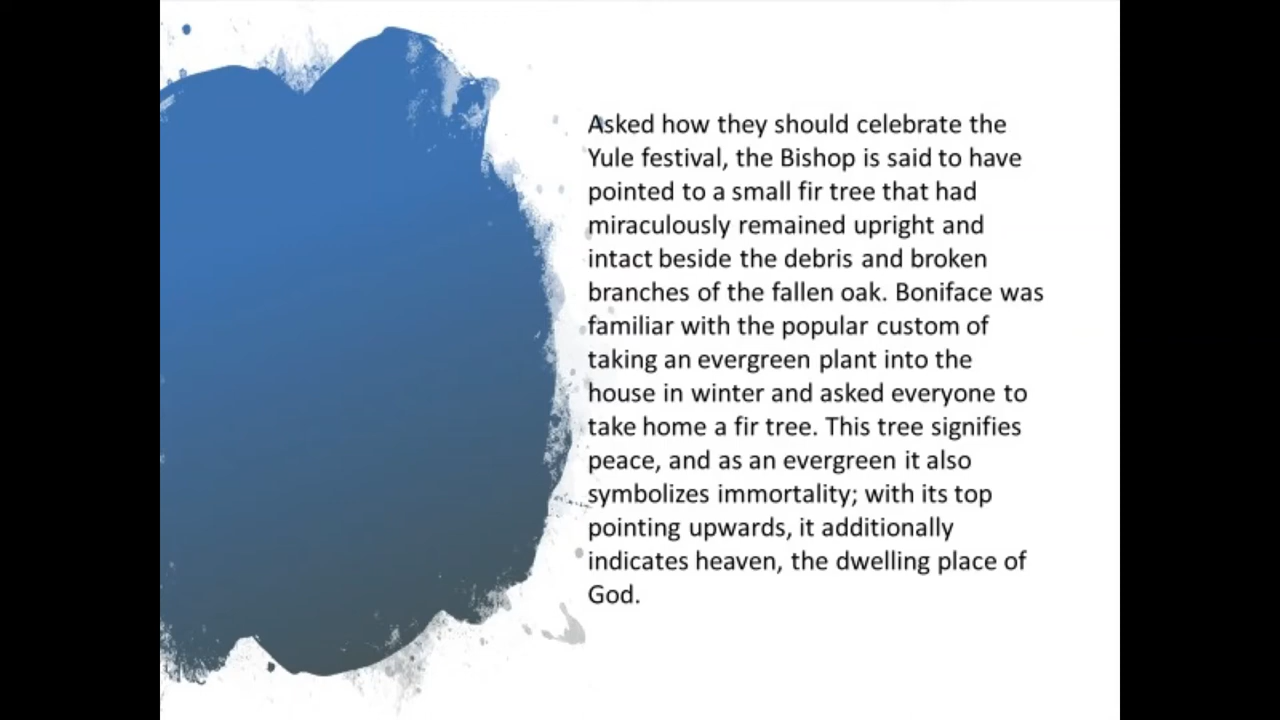 Asked how they should celebrate the
Yule festival, the Bishop is said to have
pointed to a small fir tree that had
miraculously remained upright and
intact beside the debris and broken
branches of the fallen oak. Boniface was
familiar with the popular custom of
taking an evergreen plant into the
house in winter and asked everyone to
take home a fir tree. This tree signifies
peace, and as an evergreen it also
symbolizes immortality; with its top
pointing upwards, it additionally
indicates heaven, the dwelling place of
God.